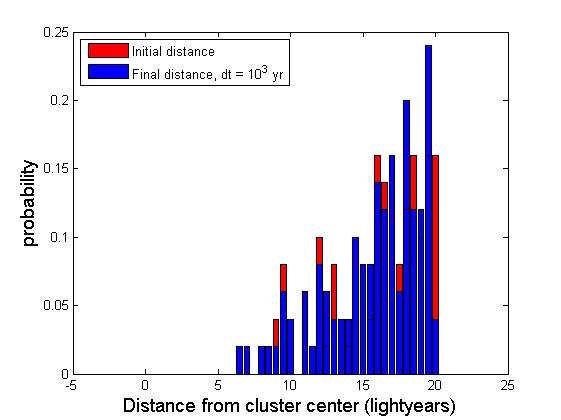 0.25
0.2
0.15
0.1
0.05
0
-5 0 5 10 15 20 25
probability
Distance from cluster center (lightyears)
Initial distance
Final distance, dt = 10³ yr